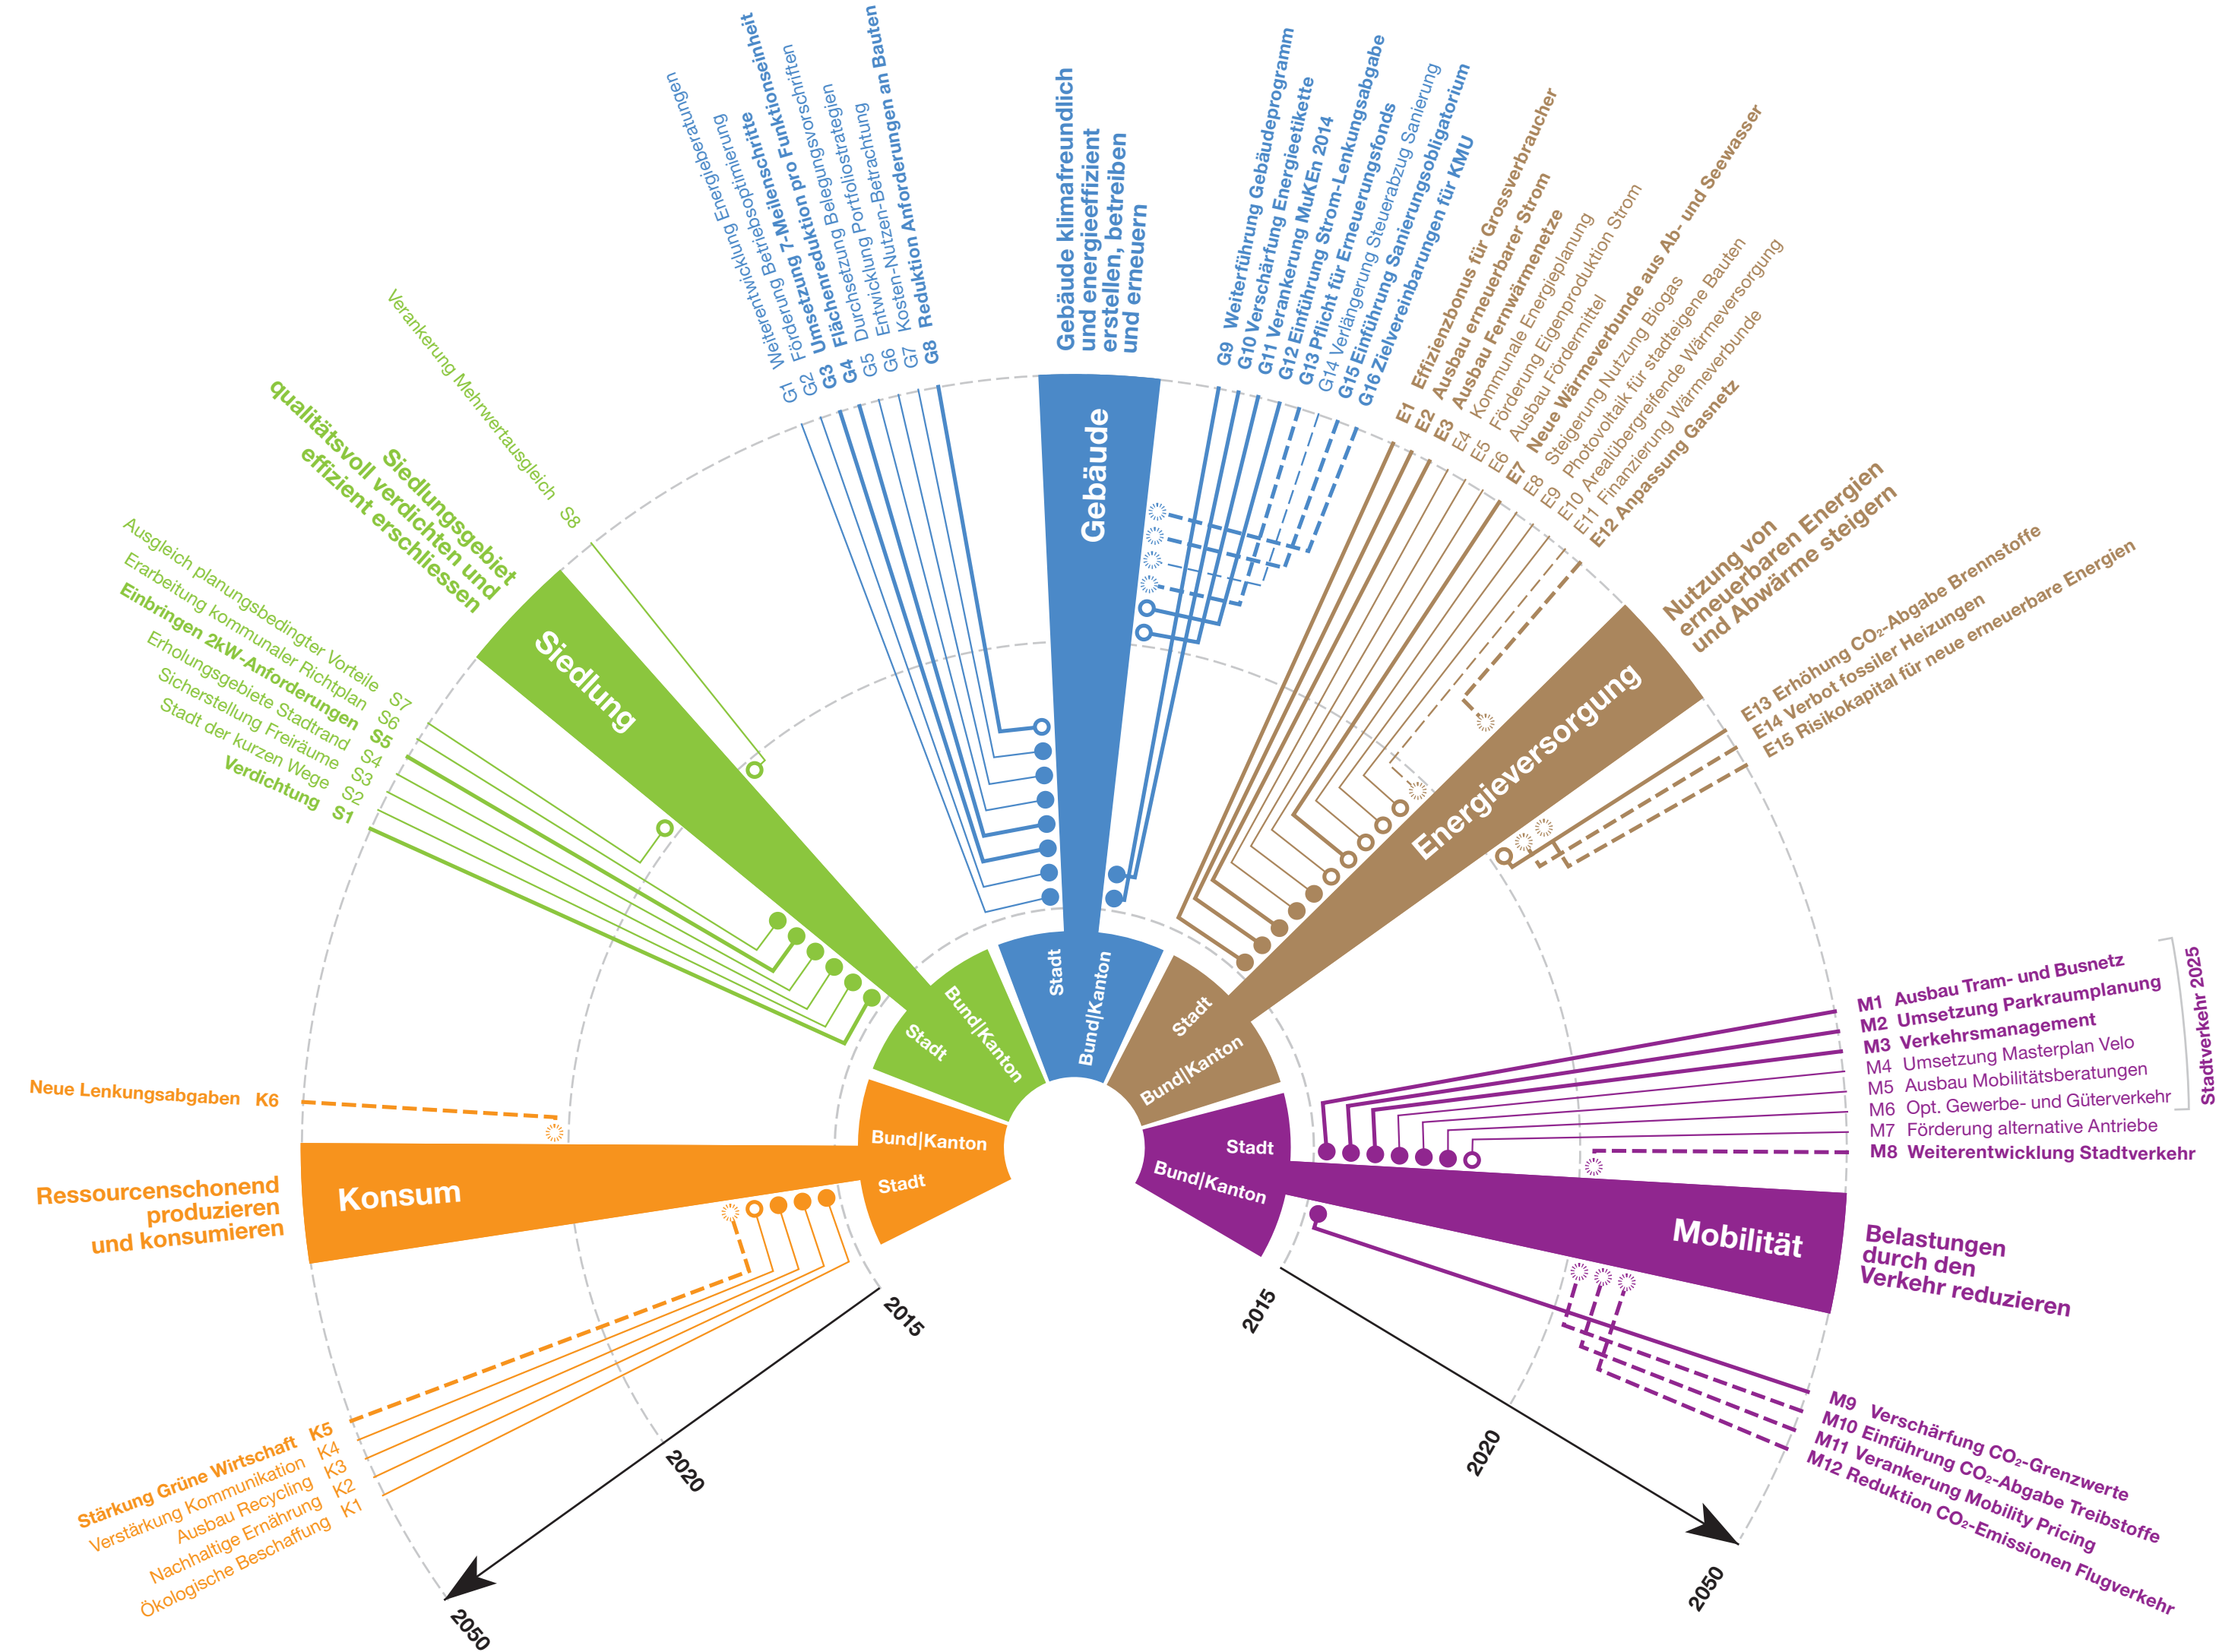 Konsum
Bund|Kanton
Stadt
Ressourcenschonend
produzieren
und konsumieren
Neue Lenkungsabgaben K6
Stärkung Grüne Wirtschaft K5
Verstärkung Kommunikation K4
Ausbau Recycling K3
Nachhaltige Ernährung K2
Ökologische Beschaffung K1
Siedlung
Stadt
Bund|Kanton
Siedlungsgebiet
qualitätsvoll verdichten und
effizient erschliessen
Verankerung Mehrwertausgleich S8
Ausgleich planungsbedingter Vorteile S7
Erarbeitung kommunaler Richtplan S6
Einbringen 2kW-Anforderungen S5
Erholungsgebiete Stadtrand S4
Sicherstellung Freiräume S3
Stadt der kurzen Wege S2
Verdichtung S1
Gebäude
Stadt
Bund|Kanton
Gebäude klimafreundlich
und energieeffizient
erstellen, betreiben
und erneuern
G1 Weiterentwicklung Energieberatungen
G2 Förderung Betriebsoptimierung
G3 Umsetzung 7-Meilenschritte
G4 Flächenreduktion pro Funktionseinheit
G5 Durchsetzung Belegungsvorschriften
G6 Entwicklung Portfoliostrategien
G7 Kosten-Nutzen-Betrachtung
G8 Reduktion Anforderungen an Bauten
G9 Weiterführung Gebäudeprogramm
G10 Verschärfung Energieetikette
G11 Verankerung MuKEn 2014
G12 Einführung Strom-Lenkungsabgabe
G13 Pflicht für Erneuerungsfonds
G14 Verlängerung Steuerabzug Sanierung
G15 Einführung Sanierungsobligatorium
G16 Zielvereinbarungen für KMU
Energieversorgung
Stadt
Bund|Kanton
Nutzung von
erneuerbaren Energien
und Abwärme steigern
E1 Effizienzbonus für Grossverbraucher
E2 Ausbau erneuerbarer Strom
E3 Ausbau Fernwärmenetze
E4 Kommunale Energieplanung
E5 Förderung Eigenproduktion Strom
E6 Ausbau Fördermittel
E7 Neue Wärmeverbunde aus Ab- und Seewasser
E8 Steigerung Nutzung Biogas
E9 Photovoltaik für stadteigene Bauten
E10 Arealübergreifende Wärmeversorgung
E11 Finanzierung Wärmeverbunde
E12 Anpassung Gasnetz
E13 Erhöhung CO₂-Abgabe Brennstoffe
E14 Verbot fossiler Heizungen
E15 Risikokapital für neue erneuerbare Energien
Mobilität
Stadt
Bund|Kanton
Belastungen
durch den
Verkehr reduzieren
M1 Ausbau Tram- und Busnetz
M2 Umsetzung Parkraumplanung
M3 Verkehrsmanagement
M4 Umsetzung Masterplan Velo
M5 Ausbau Mobilitätsberatungen
M6 Opt. Gewerbe- und Güterverkehr
M7 Förderung alternative Antriebe
M8 Weiterentwicklung Stadtverkehr
Stadtverkehr 2025
M9 Verschärfung CO₂-Grenzwerte
M10 Einführung CO₂-Abgabe Treibstoffe
M11 Verankerung Mobility Pricing
M12 Reduktion CO₂-Emissionen Flugverkehr
2015
2020
2050
2015
2020
2050